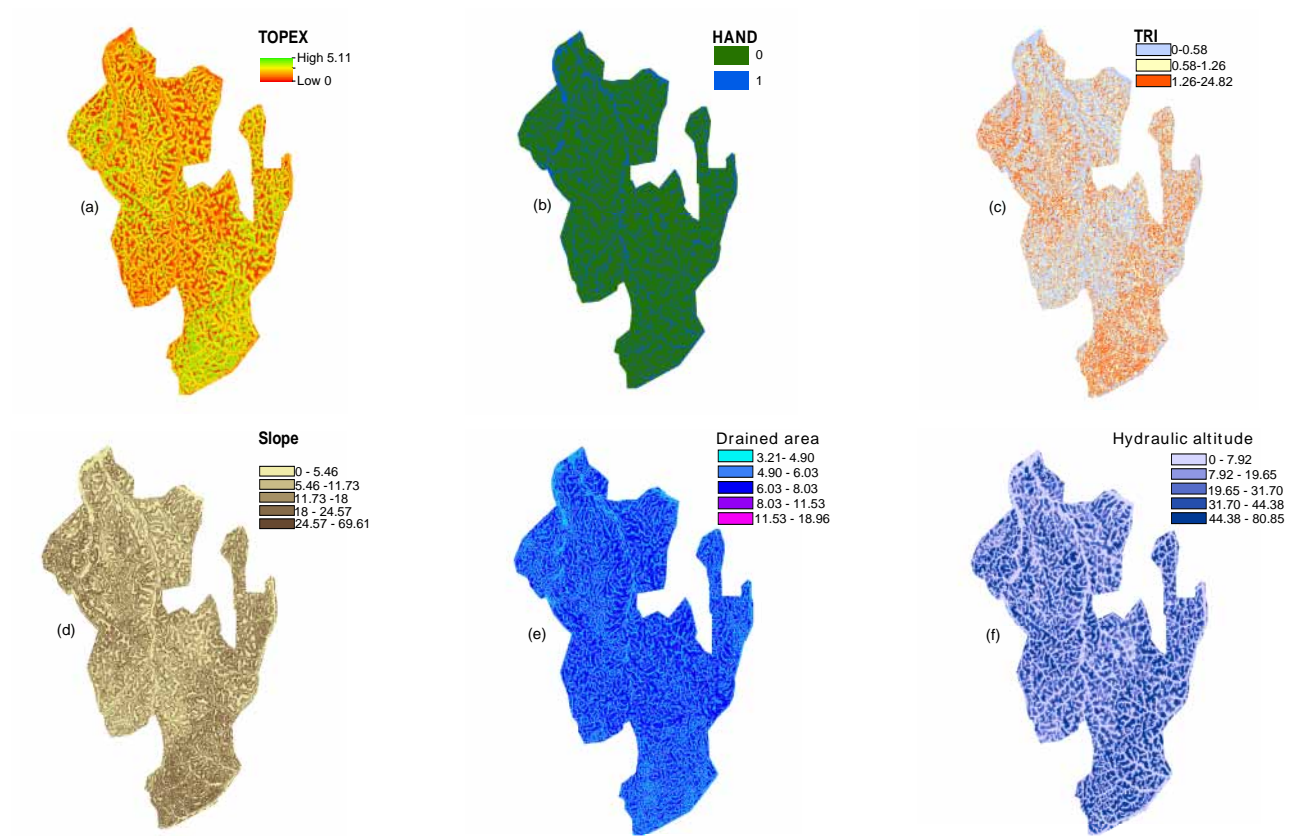 TOPEX
High 5.11
Low 0
(a)
HAND
0
1
(b)
TRI
0-0.58
0.58-1.26
1.26-24.82
(c)
Slope
0 - 5.46
5.46 -11.73
11.73 -18
18 - 24.57
24.57 - 69.61
(d)
Drained area
3.21- 4.90
4.90 - 6.03
6.03 - 8.03
8.03 - 11.53
11.53 - 18.96
(e)
Hydraulic altitude
0 - 7.92
7.92 - 19.65
19.65 - 31.70
31.70 - 44.38
44.38 - 80.85
(f)